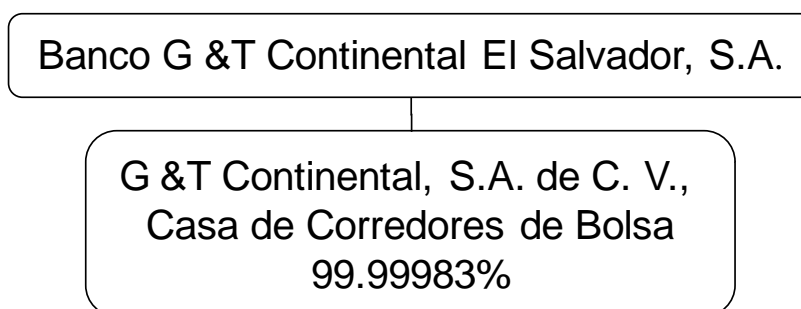 Banco G &T Continental El Salvador, S.A.
G &T Continental, S.A. de C. V.,
Casa de Corredores de Bolsa
99.99983%